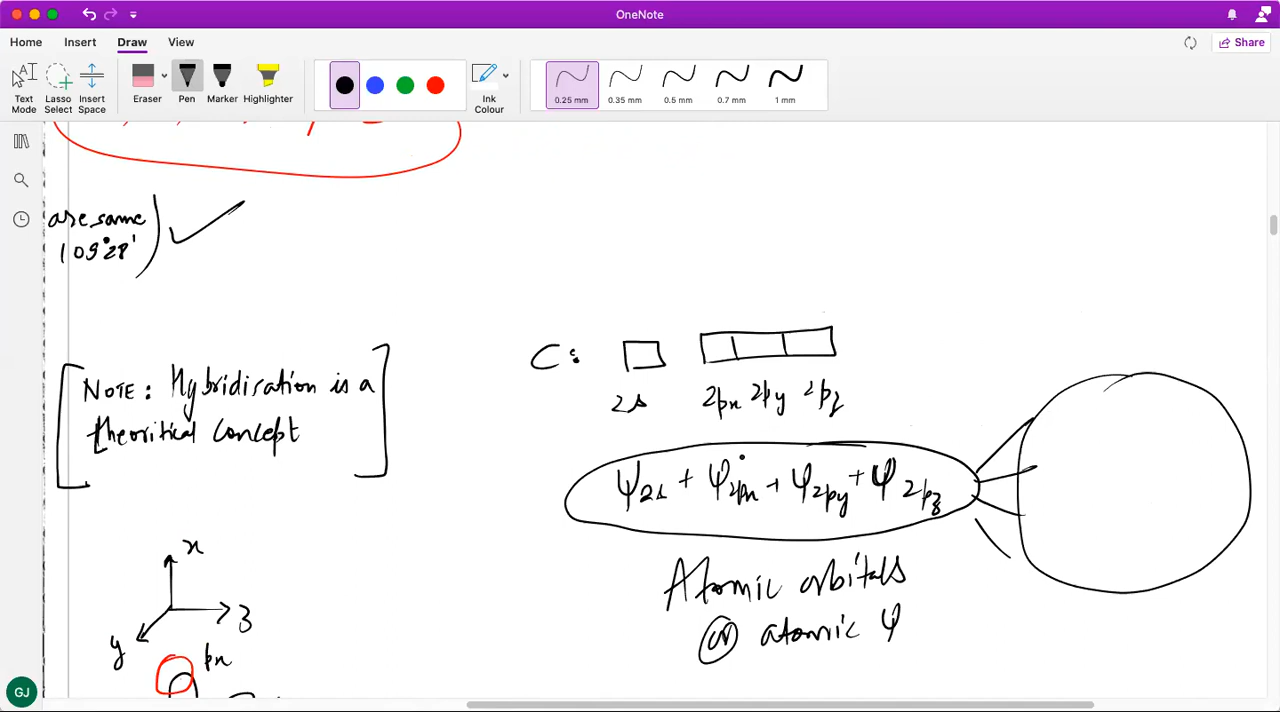 OneNote
Home Insert Draw View
Share
Text Mode
Lasso Select
Insert Space
Eraser
Pen
Marker
Highlighter
Ink Colour
0.25 mm
0.35 mm
0.5 mm
0.7 mm
1 mm
are same
109°28'
NOTE: Hybridisation is a
theoritical concept
C:
2s 2px 2py 2pz
ψ2s + ψ2px + ψ2py + ψ2pz
Atomic orbitals
or atomic ψ
x
y
z
px
GJ